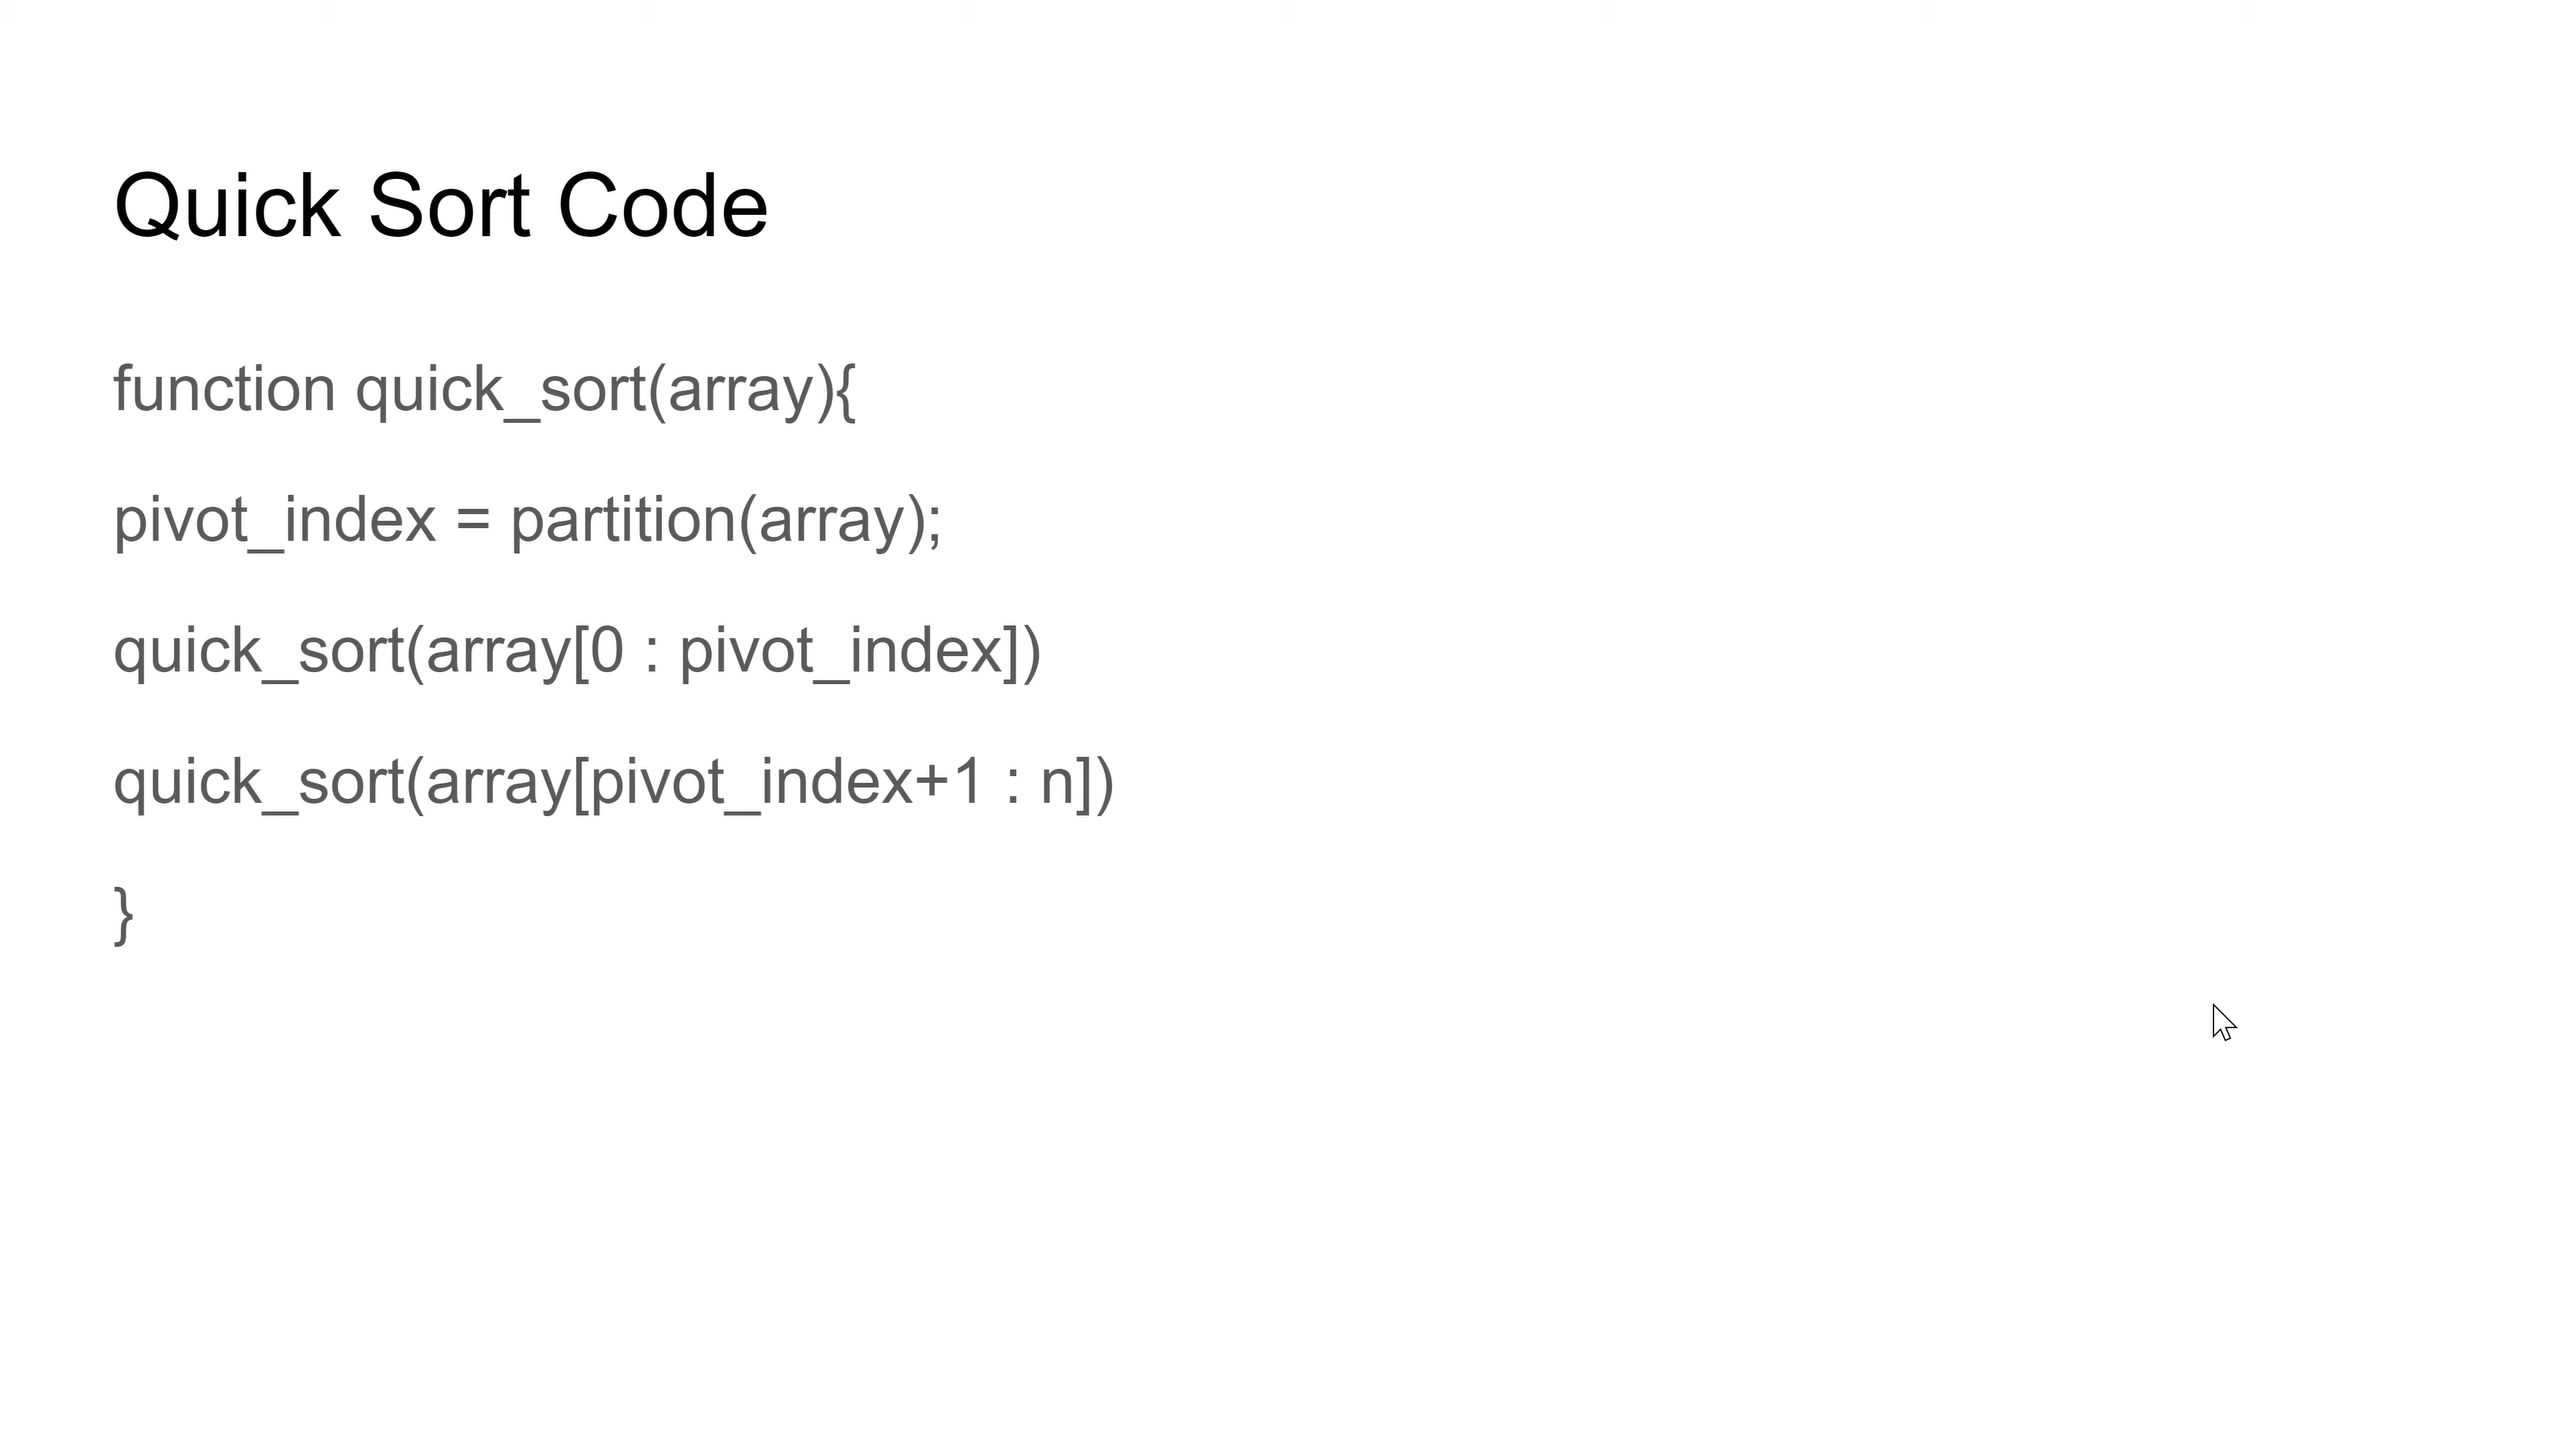 Quick Sort Code
function quick_sort(array){
pivot_index = partition(array);
quick_sort(array[0 : pivot_index])
quick_sort(array[pivot_index+1 : n])
}